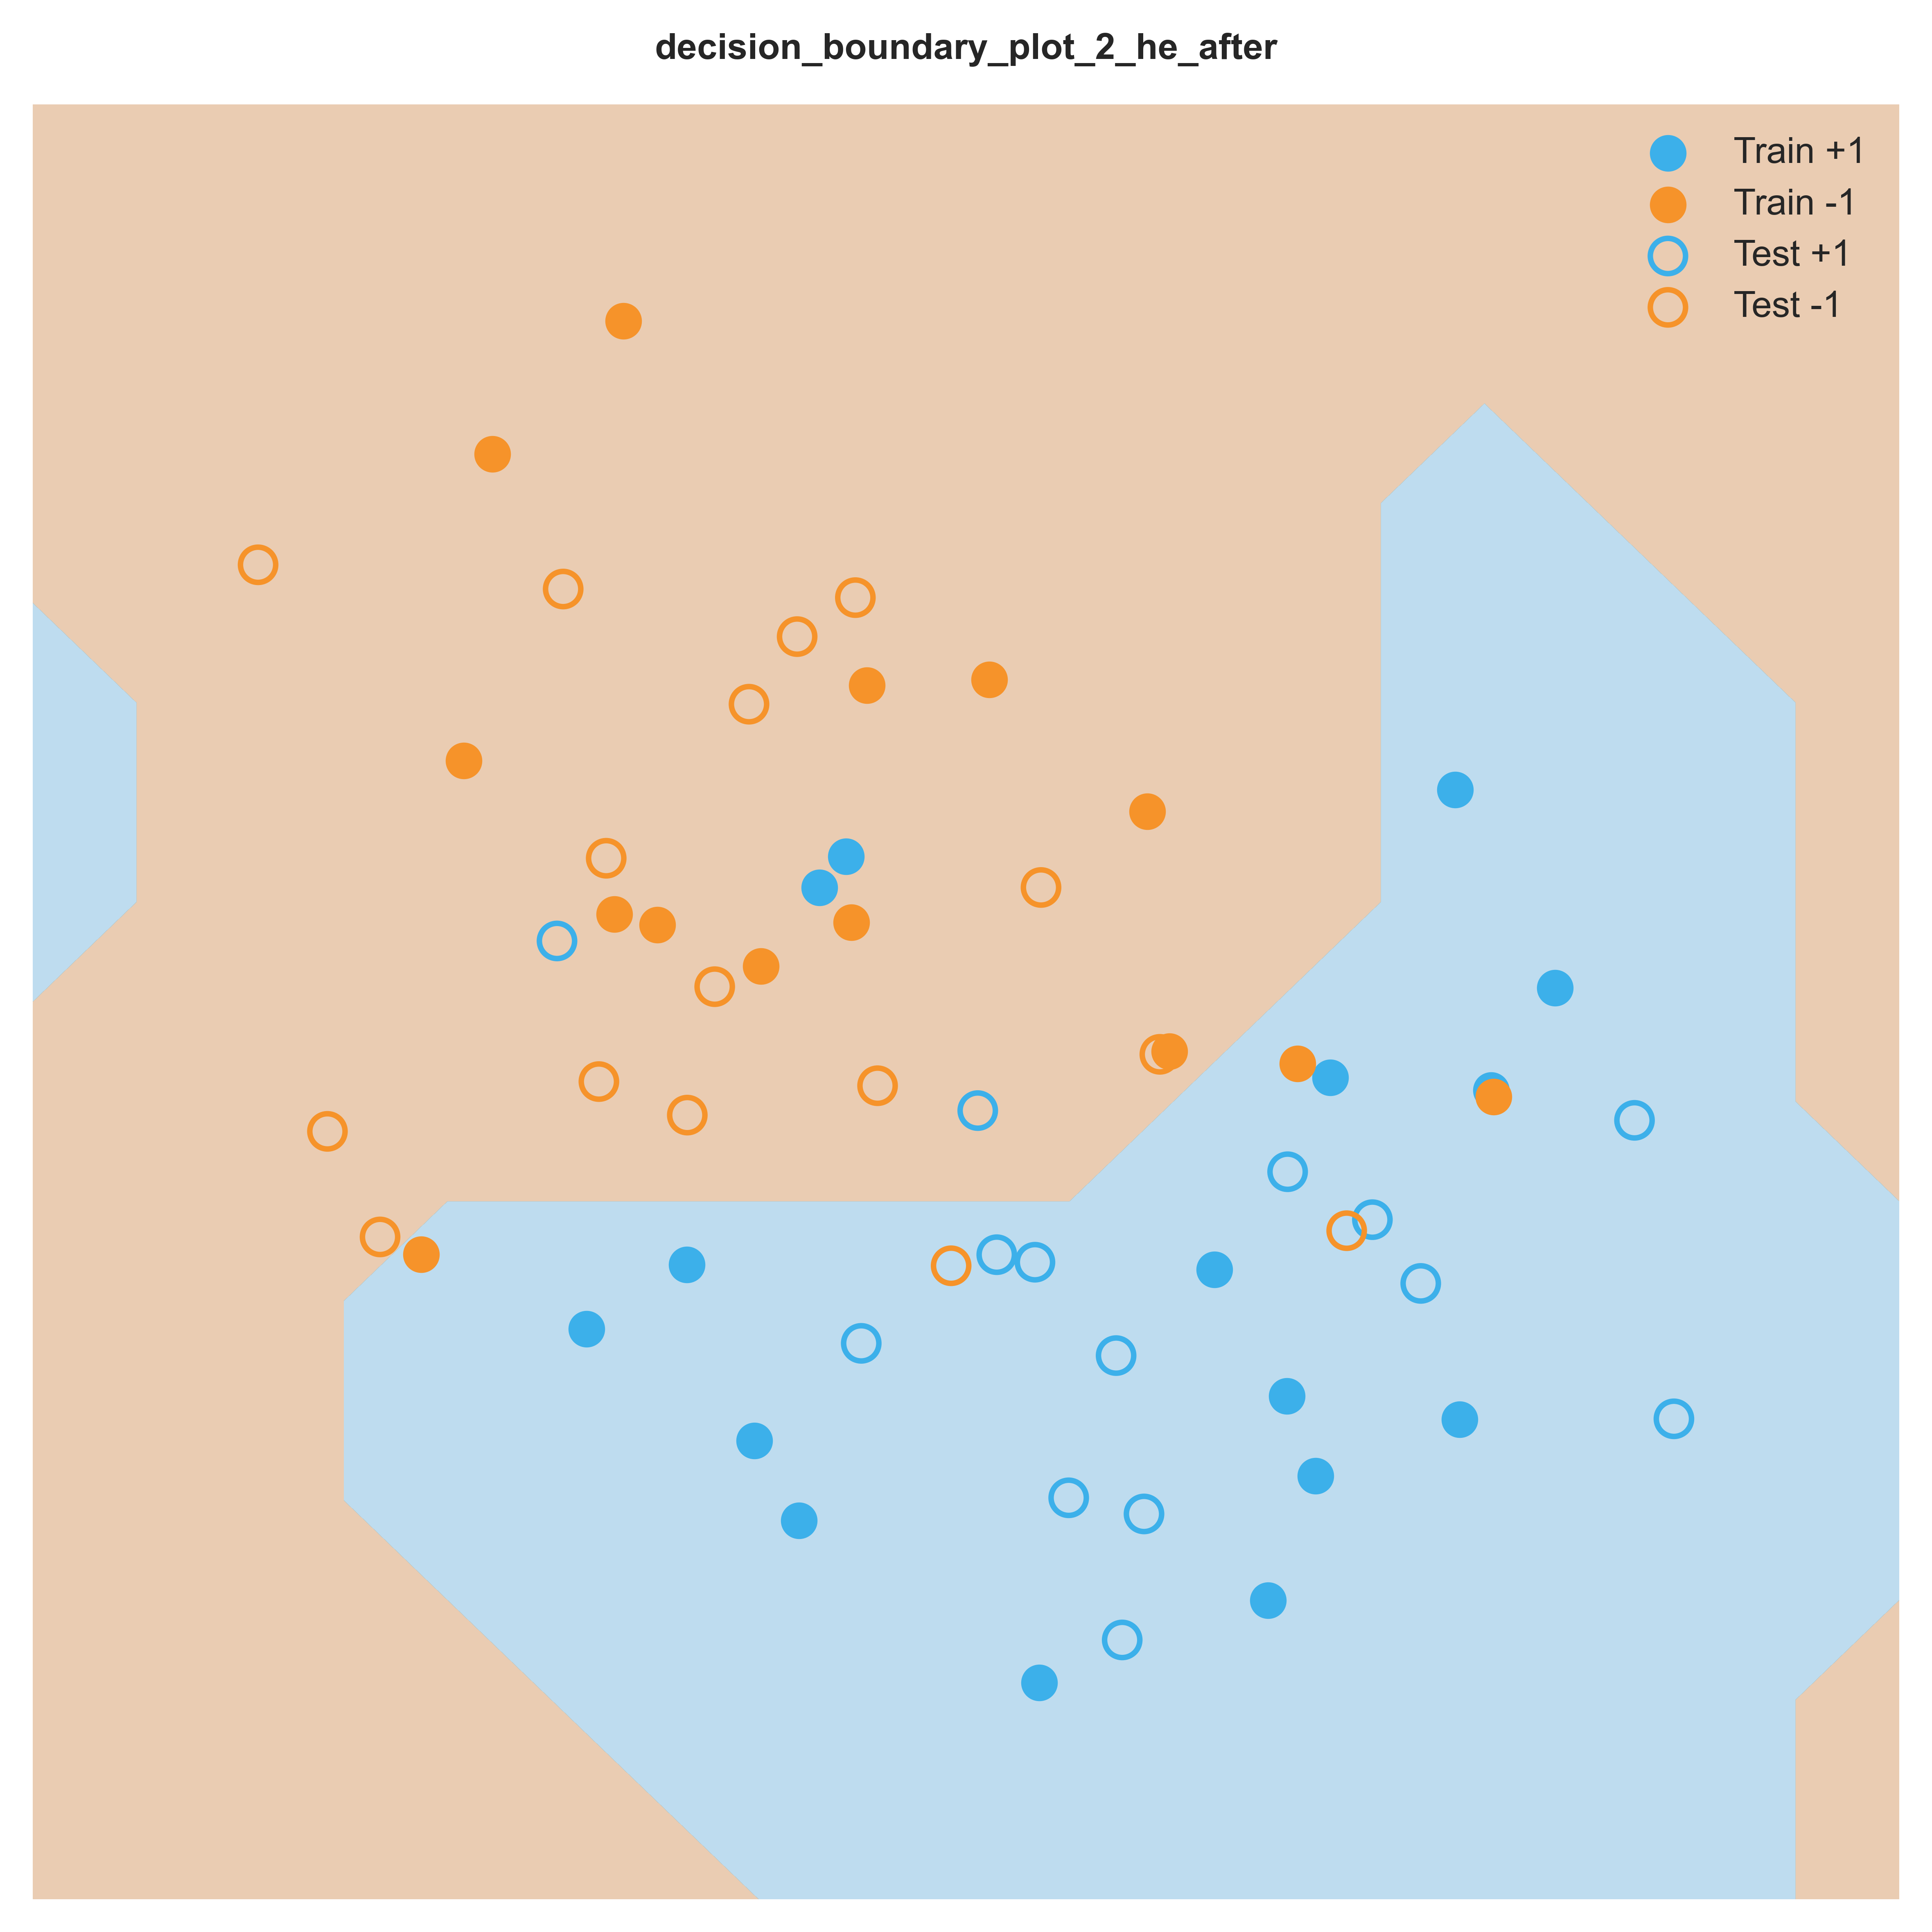 decision_boundary_plot_2_he_after
Train +1
Train -1
Test +1
Test -1